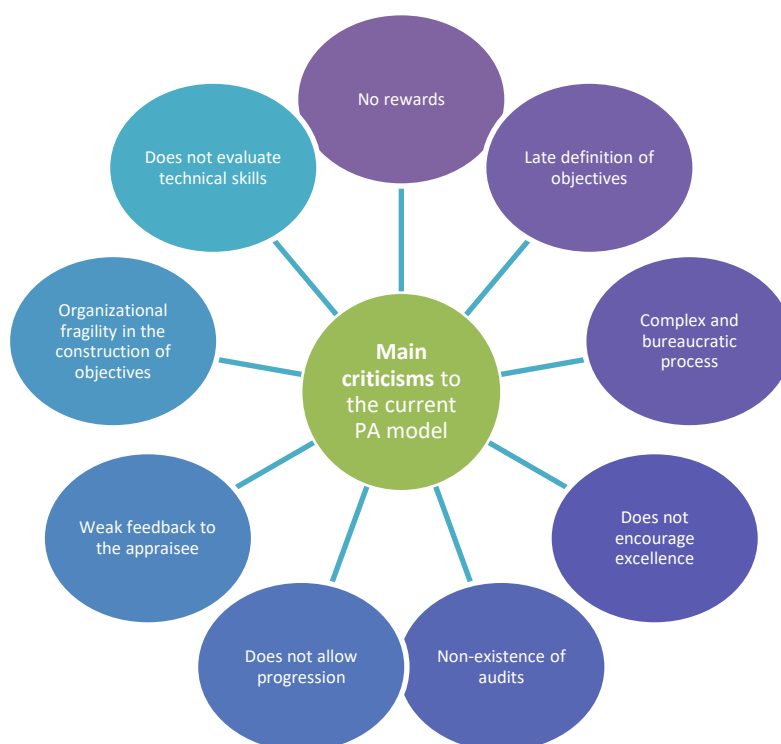 No rewards
Late definition of
objectives
Complex and
bureaucratic
process
Does not
encourage
excellence
Non-existence of
audits
Does not allow
progression
Weak feedback to
the appraisee
Organizational
fragility in the
construction of
objectives
Does not evaluate
technical skills
Main
criticisms to
the current
PA model